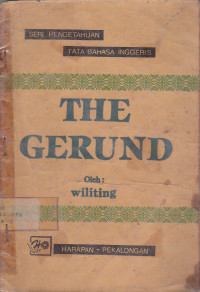 SERI PENGETAHUAN
TATA BAHASA INGGERIS
THE
GERUND
Oleh :
wiliting
HARAPAN - PEKALONGAN